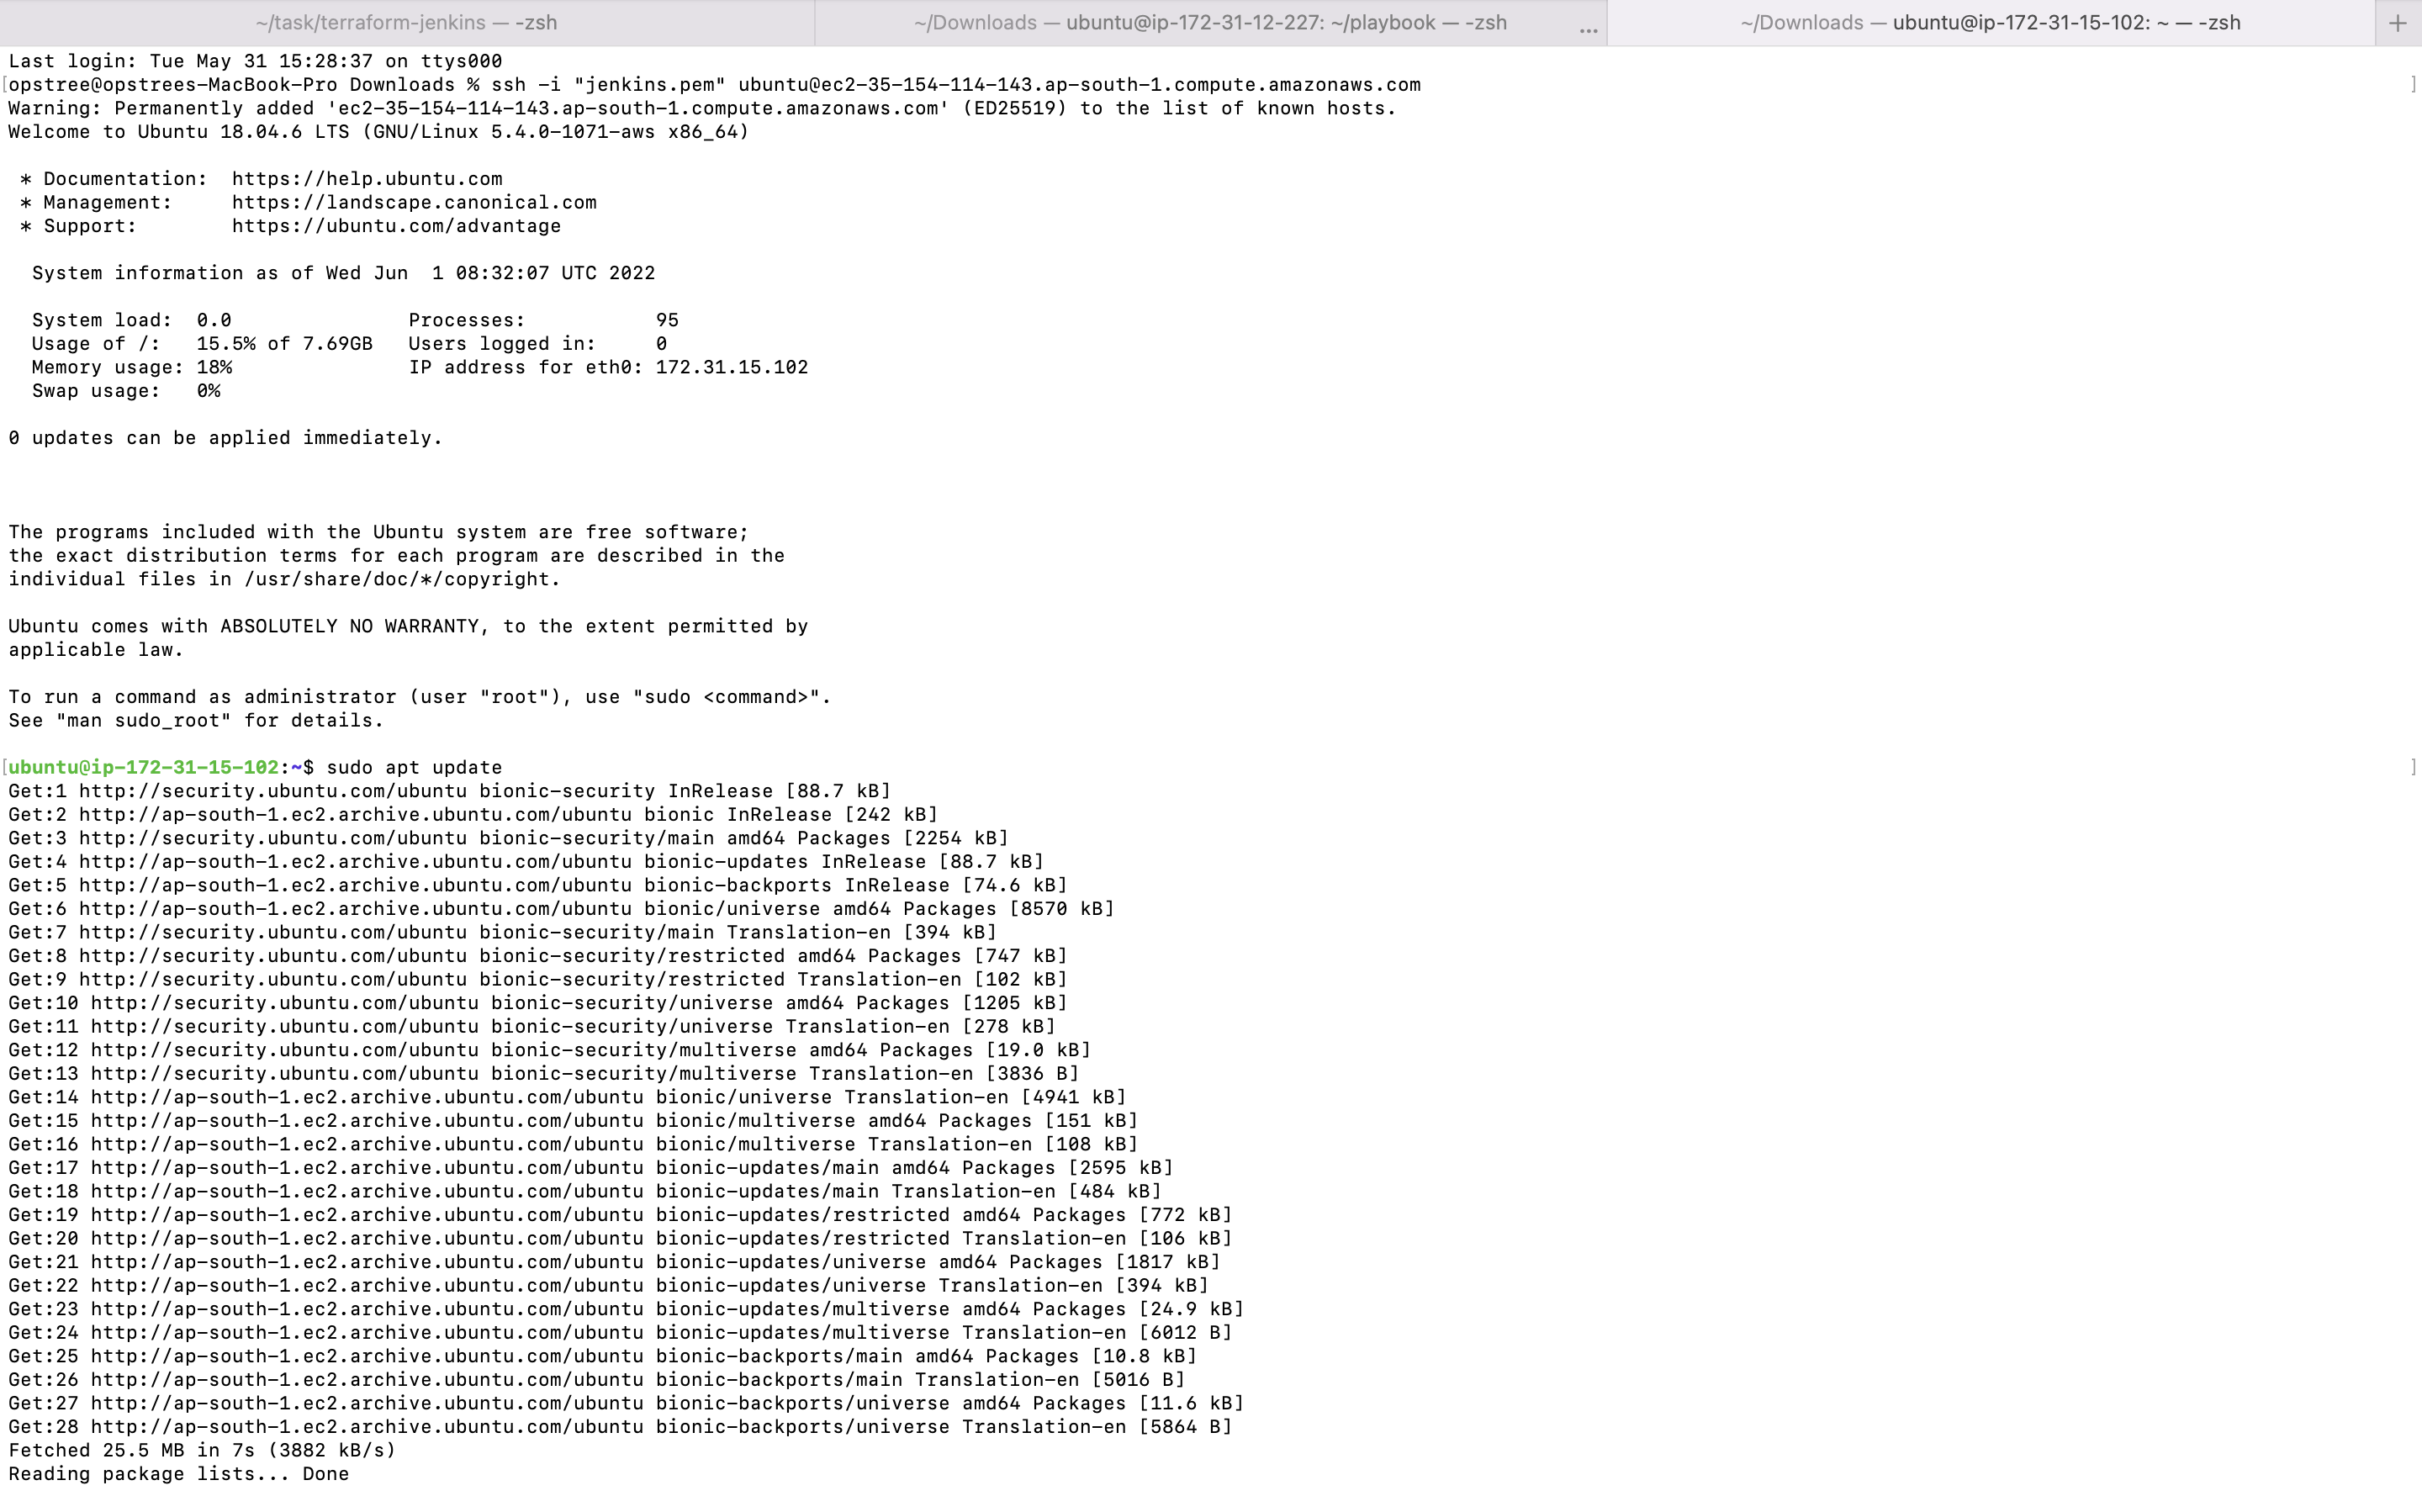 ~/task/terraform-jenkins — -zsh
~/Downloads — ubuntu@ip-172-31-12-227: ~/playbook — -zsh ...
~/Downloads — ubuntu@ip-172-31-15-102: ~ — -zsh +
Last login: Tue May 31 15:28:37 on ttys000
[opstree@opstrees-MacBook-Pro Downloads % ssh -i "jenkins.pem" ubuntu@ec2-35-154-114-143.ap-south-1.compute.amazonaws.com ]
Warning: Permanently added 'ec2-35-154-114-143.ap-south-1.compute.amazonaws.com' (ED25519) to the list of known hosts.
Welcome to Ubuntu 18.04.6 LTS (GNU/Linux 5.4.0-1071-aws x86_64)
* Documentation:  https://help.ubuntu.com
* Management:     https://landscape.canonical.com
* Support:        https://ubuntu.com/advantage
System information as of Wed Jun  1 08:32:07 UTC 2022
System load:  0.0               Processes:           95
Usage of /:   15.5% of 7.69GB   Users logged in:     0
Memory usage: 18%               IP address for eth0: 172.31.15.102
Swap usage:   0%
0 updates can be applied immediately.
The programs included with the Ubuntu system are free software;
the exact distribution terms for each program are described in the
individual files in /usr/share/doc/*/copyright.
Ubuntu comes with ABSOLUTELY NO WARRANTY, to the extent permitted by
applicable law.
To run a command as administrator (user "root"), use "sudo <command>".
See "man sudo_root" for details.
[ubuntu@ip-172-31-15-102:~$ sudo apt update ]
Get:1 http://security.ubuntu.com/ubuntu bionic-security InRelease [88.7 kB]
Get:2 http://ap-south-1.ec2.archive.ubuntu.com/ubuntu bionic InRelease [242 kB]
Get:3 http://security.ubuntu.com/ubuntu bionic-security/main amd64 Packages [2254 kB]
Get:4 http://ap-south-1.ec2.archive.ubuntu.com/ubuntu bionic-updates InRelease [88.7 kB]
Get:5 http://ap-south-1.ec2.archive.ubuntu.com/ubuntu bionic-backports InRelease [74.6 kB]
Get:6 http://ap-south-1.ec2.archive.ubuntu.com/ubuntu bionic/universe amd64 Packages [8570 kB]
Get:7 http://security.ubuntu.com/ubuntu bionic-security/main Translation-en [394 kB]
Get:8 http://security.ubuntu.com/ubuntu bionic-security/restricted amd64 Packages [747 kB]
Get:9 http://security.ubuntu.com/ubuntu bionic-security/restricted Translation-en [102 kB]
Get:10 http://security.ubuntu.com/ubuntu bionic-security/universe amd64 Packages [1205 kB]
Get:11 http://security.ubuntu.com/ubuntu bionic-security/universe Translation-en [278 kB]
Get:12 http://security.ubuntu.com/ubuntu bionic-security/multiverse amd64 Packages [19.0 kB]
Get:13 http://security.ubuntu.com/ubuntu bionic-security/multiverse Translation-en [3836 B]
Get:14 http://ap-south-1.ec2.archive.ubuntu.com/ubuntu bionic/universe Translation-en [4941 kB]
Get:15 http://ap-south-1.ec2.archive.ubuntu.com/ubuntu bionic/multiverse amd64 Packages [151 kB]
Get:16 http://ap-south-1.ec2.archive.ubuntu.com/ubuntu bionic/multiverse Translation-en [108 kB]
Get:17 http://ap-south-1.ec2.archive.ubuntu.com/ubuntu bionic-updates/main amd64 Packages [2595 kB]
Get:18 http://ap-south-1.ec2.archive.ubuntu.com/ubuntu bionic-updates/main Translation-en [484 kB]
Get:19 http://ap-south-1.ec2.archive.ubuntu.com/ubuntu bionic-updates/restricted amd64 Packages [772 kB]
Get:20 http://ap-south-1.ec2.archive.ubuntu.com/ubuntu bionic-updates/restricted Translation-en [106 kB]
Get:21 http://ap-south-1.ec2.archive.ubuntu.com/ubuntu bionic-updates/universe amd64 Packages [1817 kB]
Get:22 http://ap-south-1.ec2.archive.ubuntu.com/ubuntu bionic-updates/universe Translation-en [394 kB]
Get:23 http://ap-south-1.ec2.archive.ubuntu.com/ubuntu bionic-updates/multiverse amd64 Packages [24.9 kB]
Get:24 http://ap-south-1.ec2.archive.ubuntu.com/ubuntu bionic-updates/multiverse Translation-en [6012 B]
Get:25 http://ap-south-1.ec2.archive.ubuntu.com/ubuntu bionic-backports/main amd64 Packages [10.8 kB]
Get:26 http://ap-south-1.ec2.archive.ubuntu.com/ubuntu bionic-backports/main Translation-en [5016 B]
Get:27 http://ap-south-1.ec2.archive.ubuntu.com/ubuntu bionic-backports/universe amd64 Packages [11.6 kB]
Get:28 http://ap-south-1.ec2.archive.ubuntu.com/ubuntu bionic-backports/universe Translation-en [5864 B]
Fetched 25.5 MB in 7s (3882 kB/s)
Reading package lists... Done